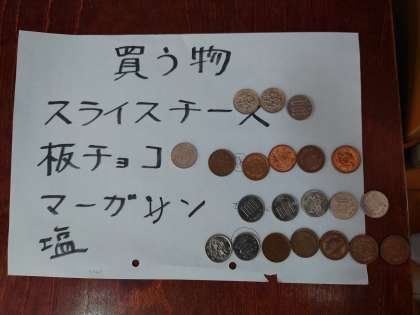 買う物
スライスチーズ
板チョコ
マーガリン
塩